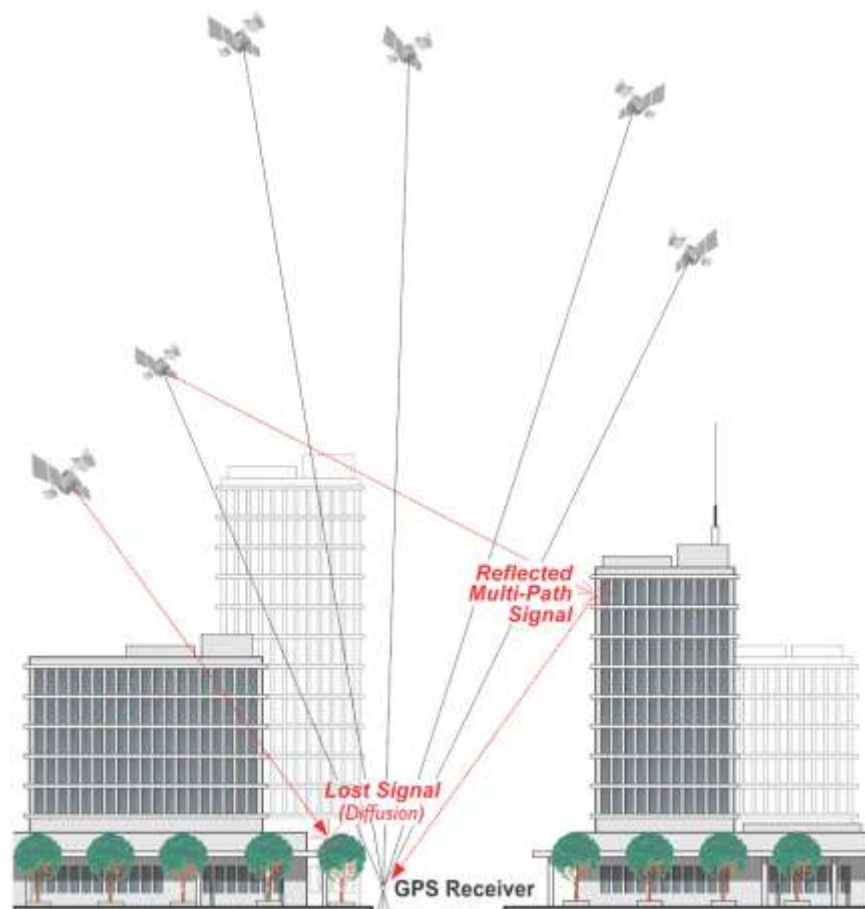 Reflected
Multi-Path
Signal
Lost Signal
(Diffusion)
GPS Receiver